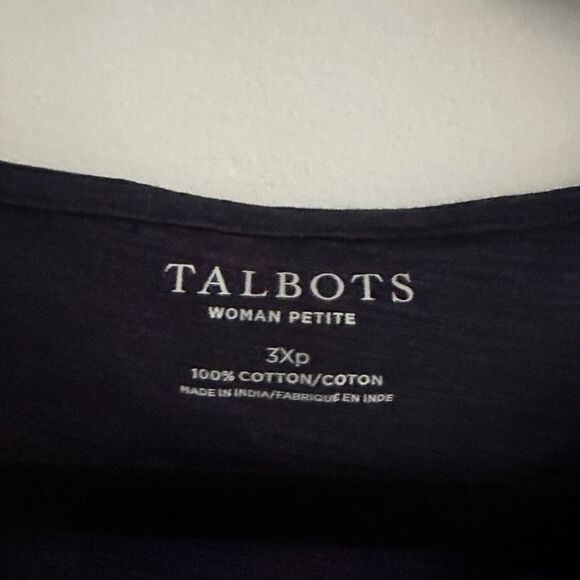 TALBOTS
WOMAN PETITE
3Xp
100% COTTON/COTON
MADE IN INDIA/FABRIQUÉ EN INDE